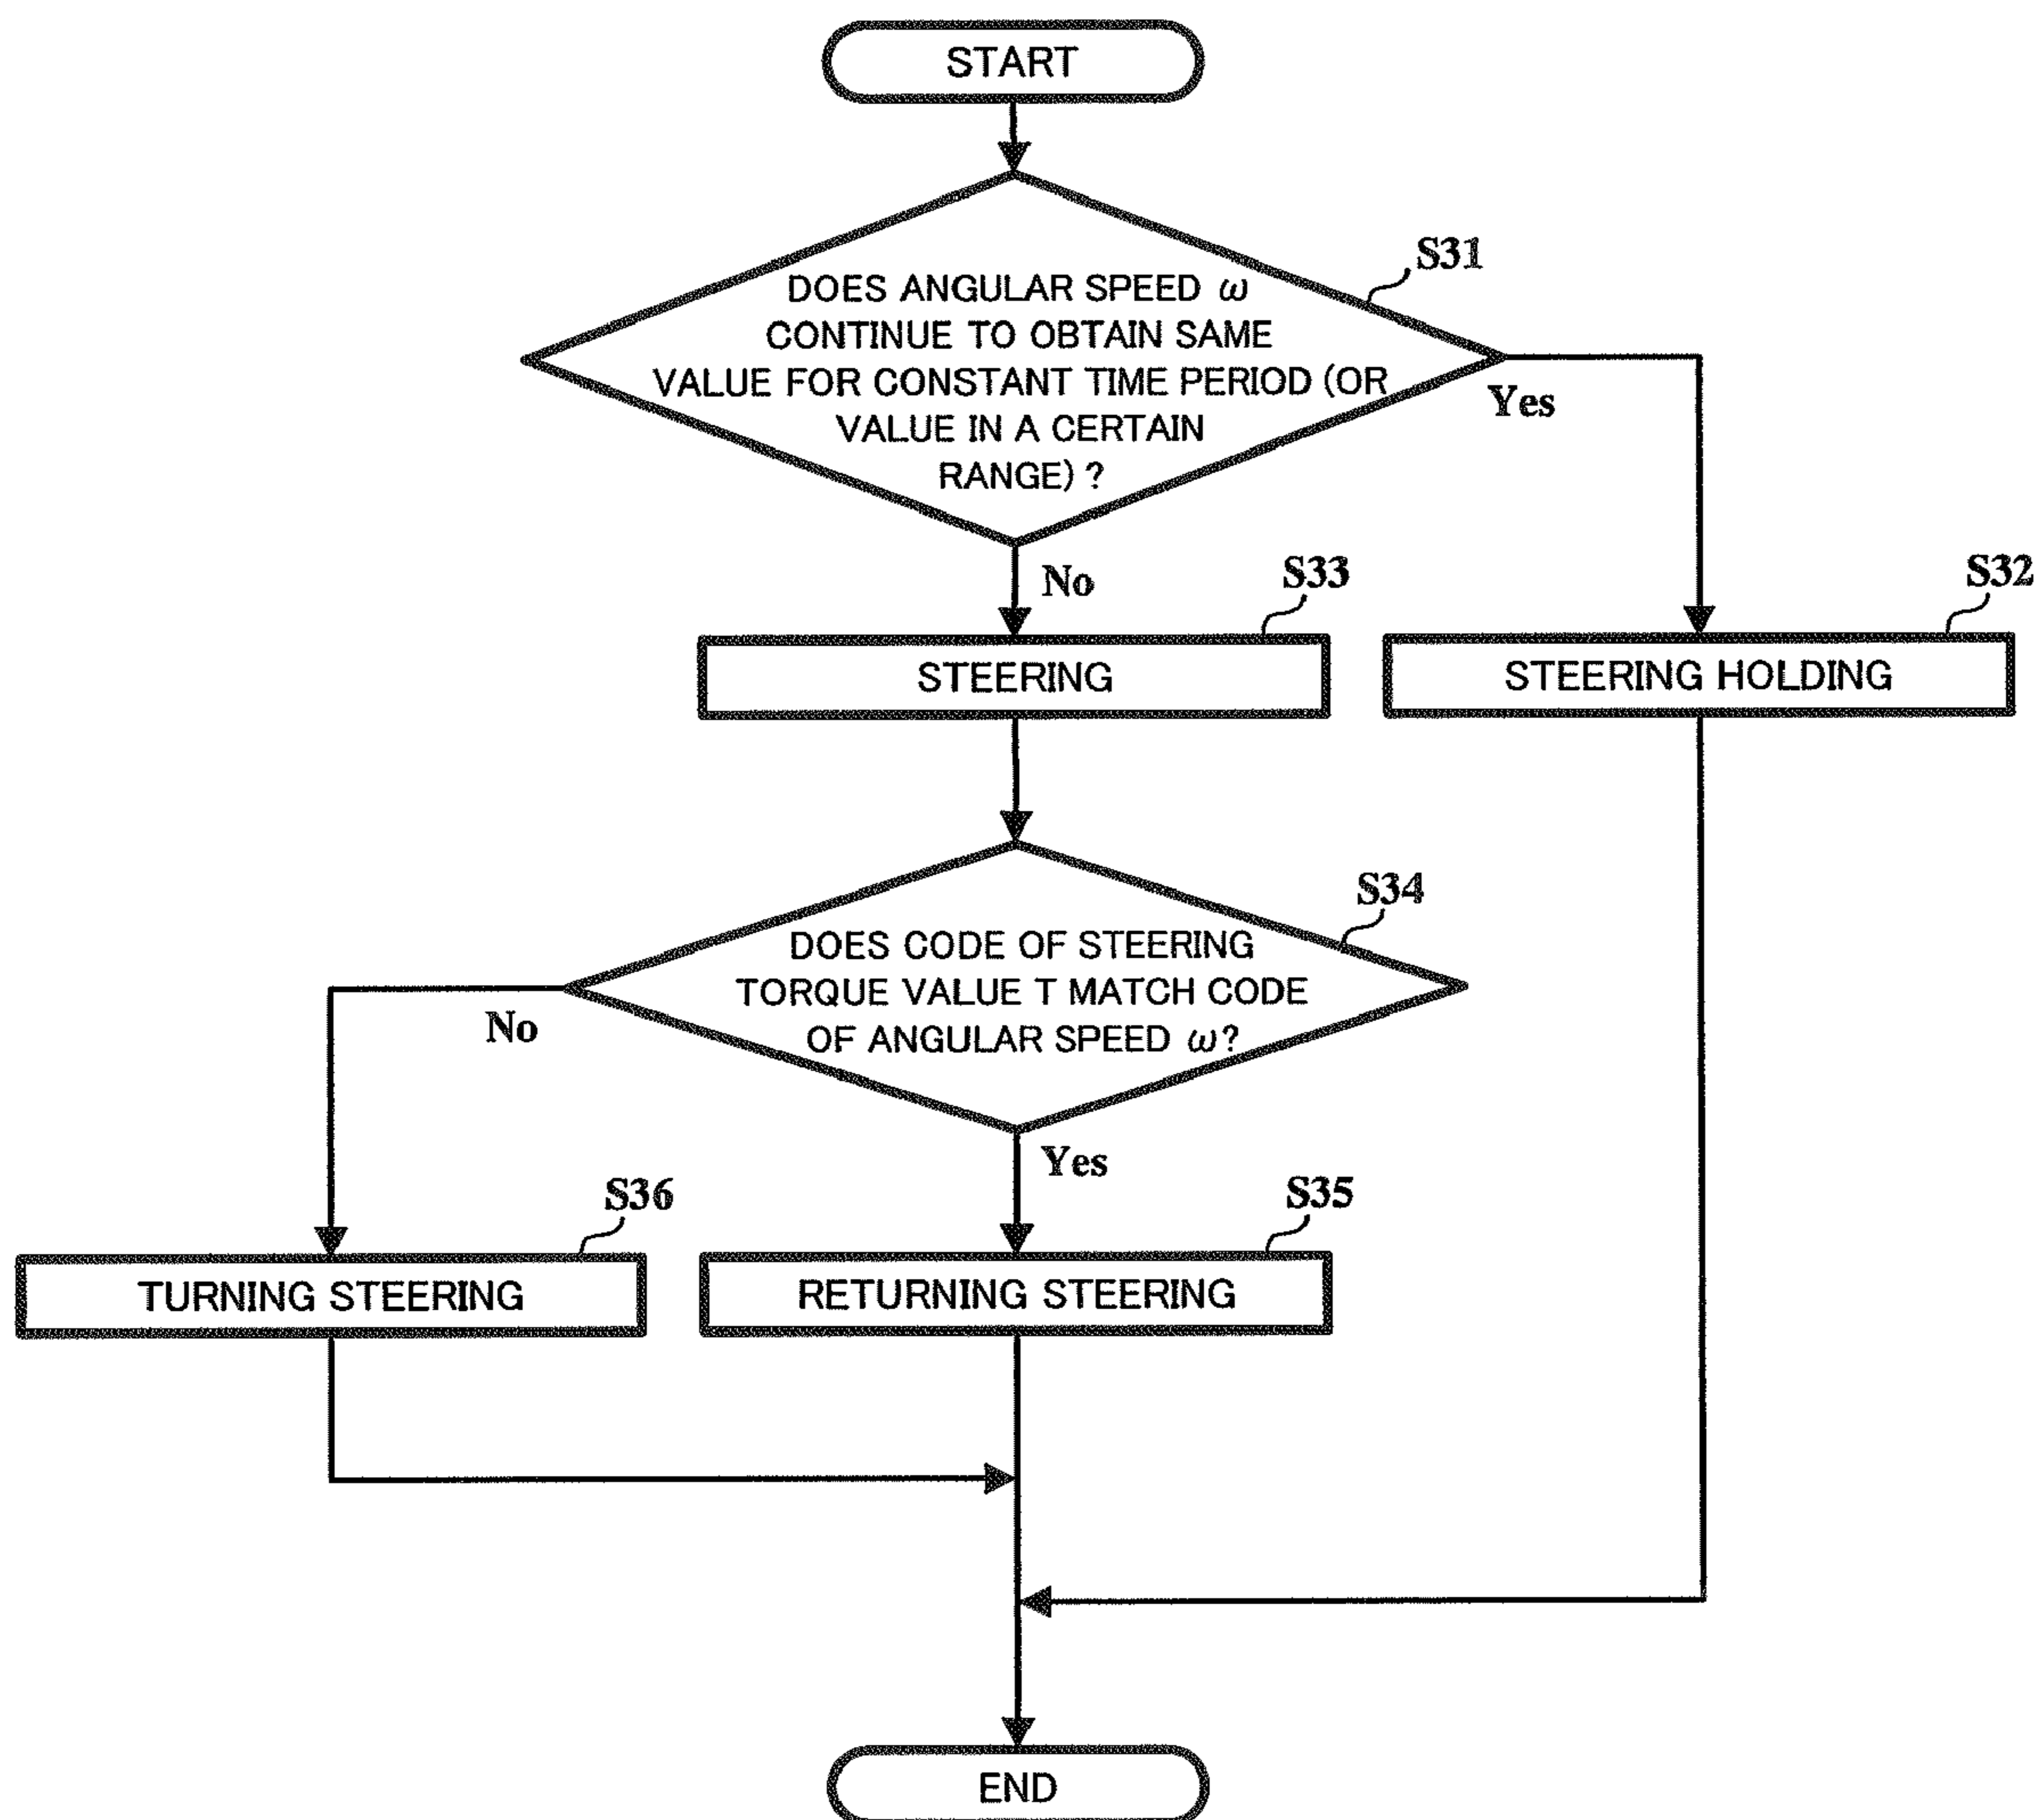 START
S31
DOES ANGULAR SPEED ω
CONTINUE TO OBTAIN SAME
VALUE FOR CONSTANT TIME PERIOD (OR
VALUE IN A CERTAIN
RANGE) ?
Yes
No
S33
S32
STEERING
STEERING HOLDING
S34
DOES CODE OF STEERING
TORQUE VALUE T MATCH CODE
OF ANGULAR SPEED ω?
No
Yes
S36
S35
TURNING STEERING
RETURNING STEERING
END